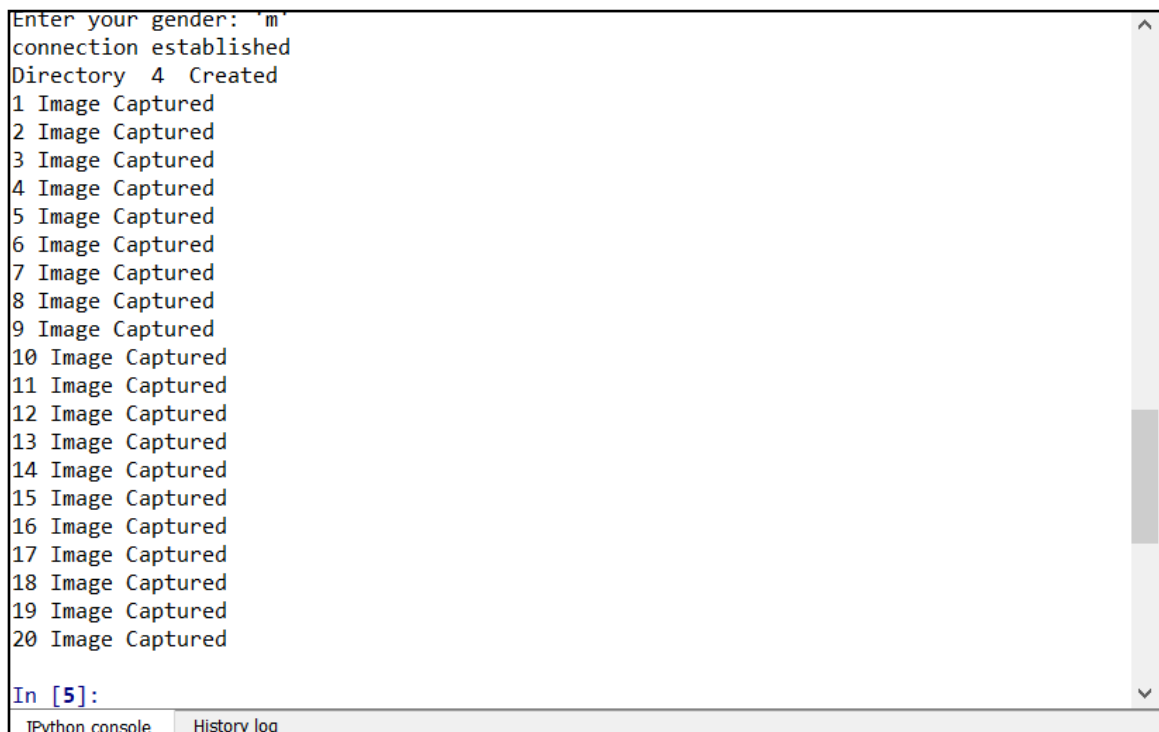 Enter your gender: 'm'
connection established
Directory  4  Created
1 Image Captured
2 Image Captured
3 Image Captured
4 Image Captured
5 Image Captured
6 Image Captured
7 Image Captured
8 Image Captured
9 Image Captured
10 Image Captured
11 Image Captured
12 Image Captured
13 Image Captured
14 Image Captured
15 Image Captured
16 Image Captured
17 Image Captured
18 Image Captured
19 Image Captured
20 Image Captured
In [5]:
IPython console History log